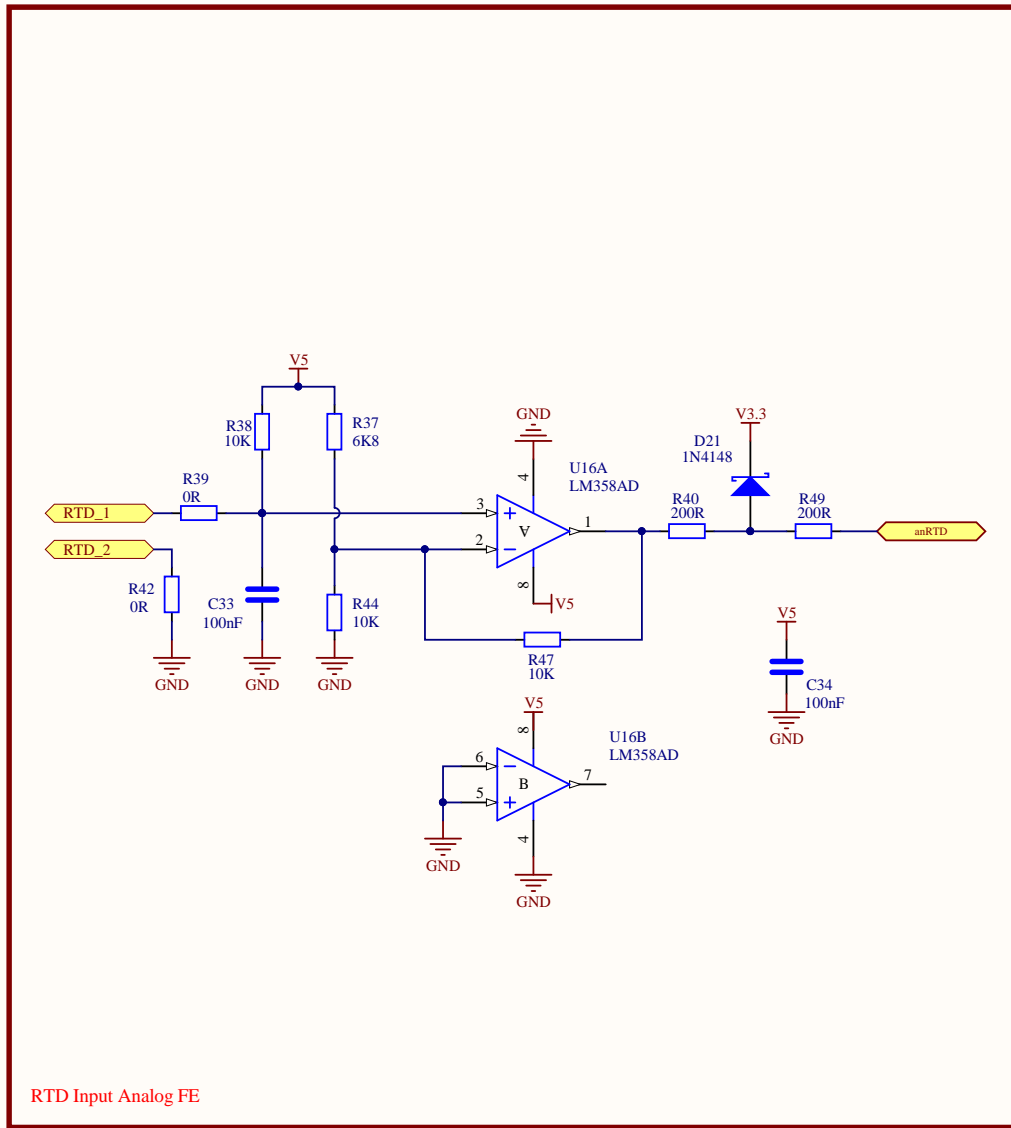 V5
R38
10K
R37
6K8
GND
V3.3
D21
1N4148
4
U16A
LM358AD
R39
0R
RTD_1
RTD_2
3
2
+
−
A
1
8
V5
R40
200R
R49
200R
anRTD
R42
0R
C33
100nF
R44
10K
R47
10K
GND
GND
GND
V5
C34
100nF
GND
V5
8
U16B
LM358AD
6
5
−
+
B
7
4
GND
GND
RTD Input Analog FE